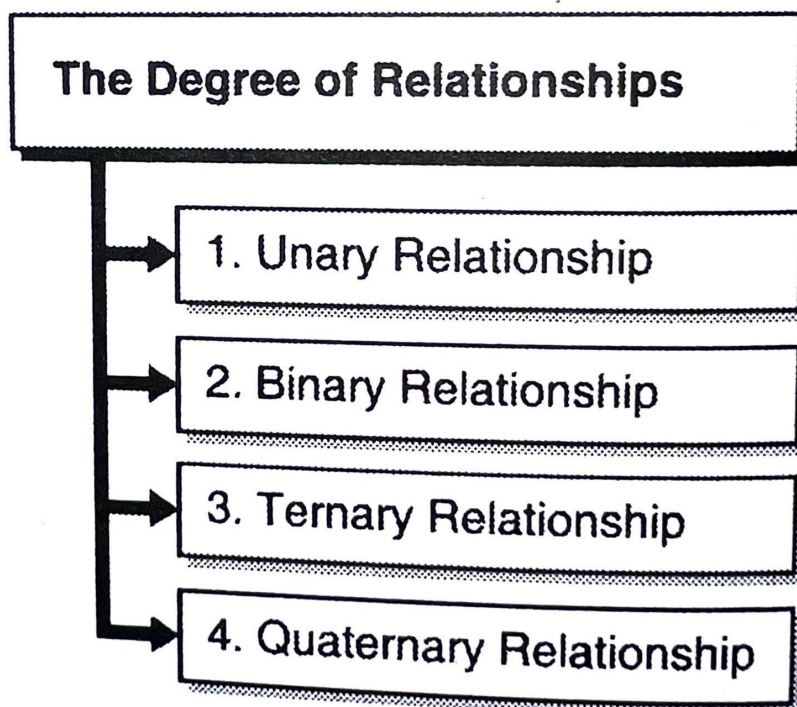 The Degree of Relationships
1. Unary Relationship
2. Binary Relationship
3. Ternary Relationship
4. Quaternary Relationship